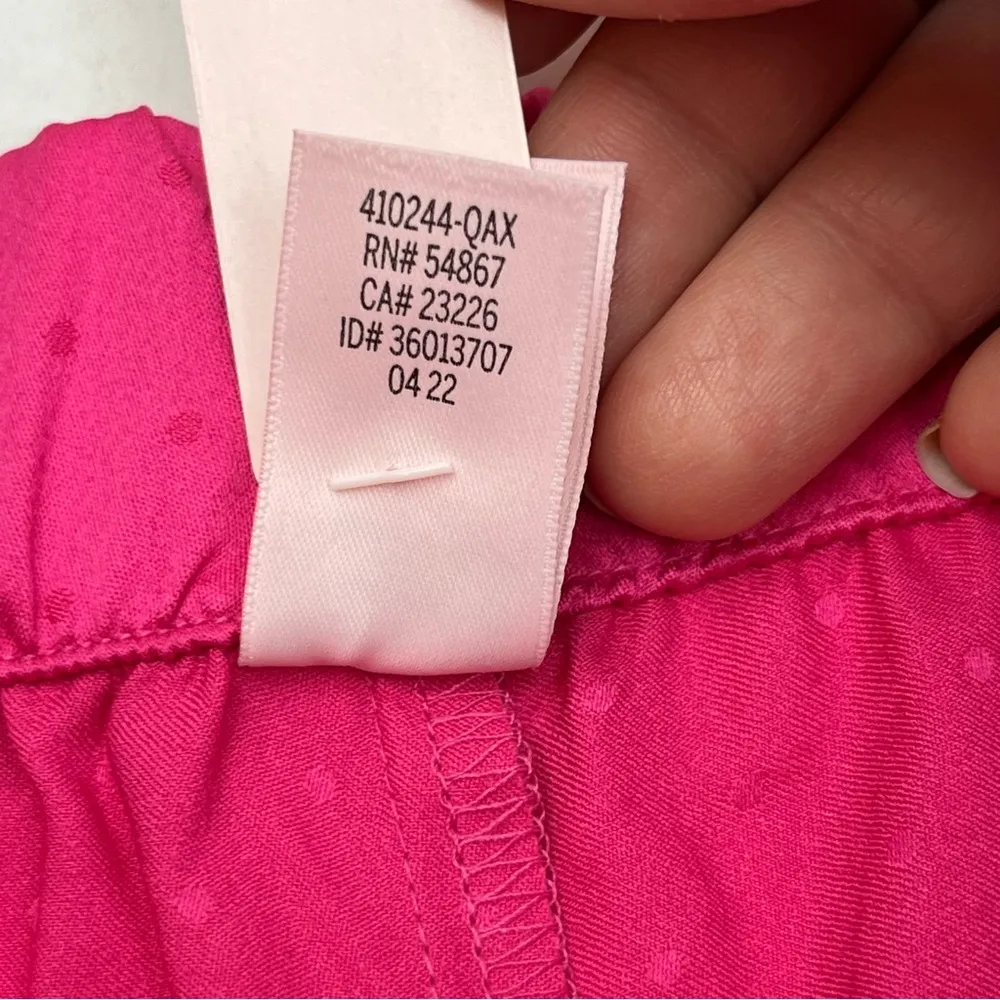 410244-QAX
RN# 54867
CA# 23226
ID# 36013707
04 22